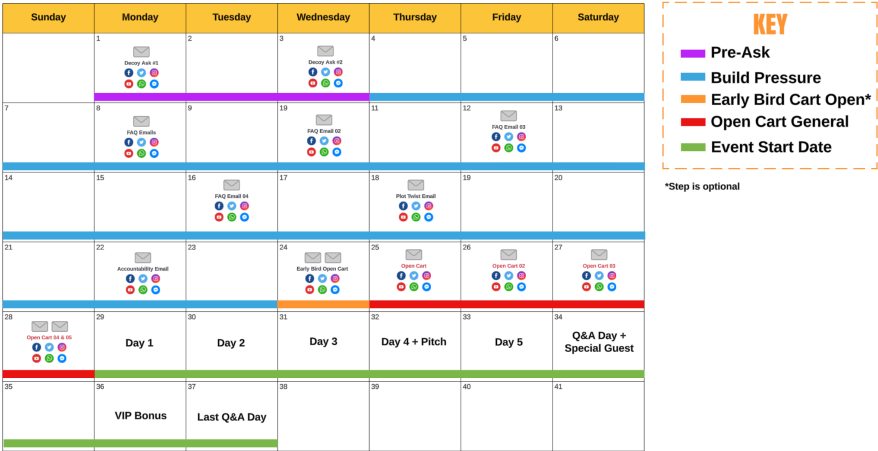 Sunday Monday Tuesday Wednesday Thursday Friday Saturday
1 2 3 4 5 6
Decoy Ask #1 Decoy Ask #2
7 8 9 19 11 12 13
FAQ Emails FAQ Email 02 FAQ Email 03
14 15 16 17 18 19 20
FAQ Email 04 Plot Twist Email
21 22 23 24 25 26 27
Accountability Email Early Bird Open Cart Open Cart Open Cart 02 Open Cart 03
28 29 30 31 32 33 34
Open Cart 04 & 05
Day 1 Day 2 Day 3 Day 4 + Pitch Day 5 Q&A Day +
Special Guest
35 36 37 38 39 40 41
VIP Bonus Last Q&A Day
KEY
Pre-Ask
Build Pressure
Early Bird Cart Open*
Open Cart General
Event Start Date
*Step is optional